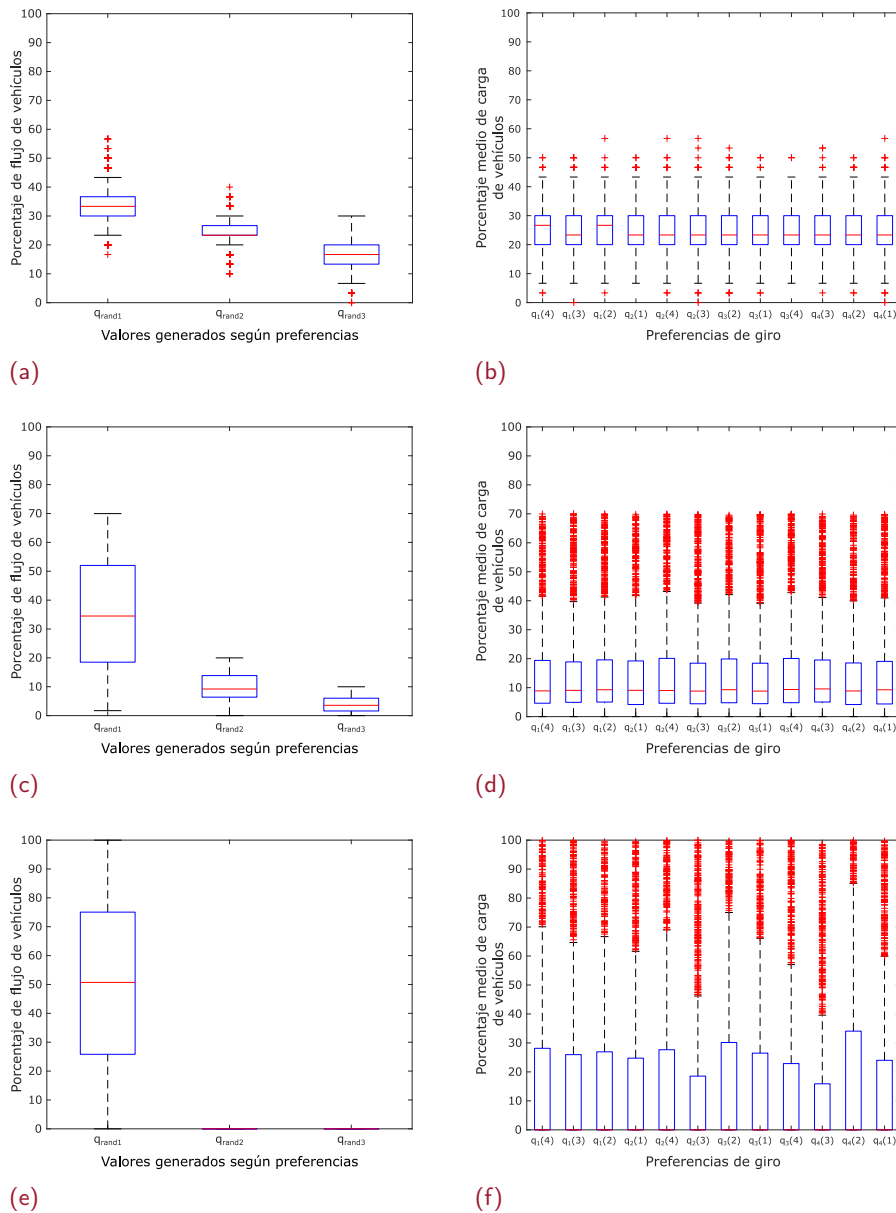 100
90
80
70
60
50
40
30
20
10
0
Porcentaje de flujo de vehículos
q_rand1 q_rand2 q_rand3
Valores generados según preferencias
(a)
100
90
80
70
60
50
40
30
20
10
0
Porcentaje medio de carga
de vehículos
q₁(4) q₁(3) q₁(2) q₂(1) q₂(4) q₂(3) q₃(2) q₃(1) q₃(4) q₄(3) q₄(2) q₄(1)
Preferencias de giro
(b)
100
90
80
70
60
50
40
30
20
10
0
Porcentaje de flujo de vehículos
q_rand1 q_rand2 q_rand3
Valores generados según preferencias
(c)
100
90
80
70
60
50
40
30
20
10
0
Porcentaje medio de carga
de vehículos
q₁(4) q₁(3) q₁(2) q₂(1) q₂(4) q₂(3) q₃(2) q₃(1) q₃(4) q₄(3) q₄(2) q₄(1)
Preferencias de giro
(d)
100
90
80
70
60
50
40
30
20
10
0
Porcentaje de flujo de vehículos
q_rand1 q_rand2 q_rand3
Valores generados según preferencias
(e)
100
90
80
70
60
50
40
30
20
10
0
Porcentaje medio de carga
de vehículos
q₁(4) q₁(3) q₁(2) q₂(1) q₂(4) q₂(3) q₃(2) q₃(1) q₃(4) q₄(3) q₄(2) q₄(1)
Preferencias de giro
(f)